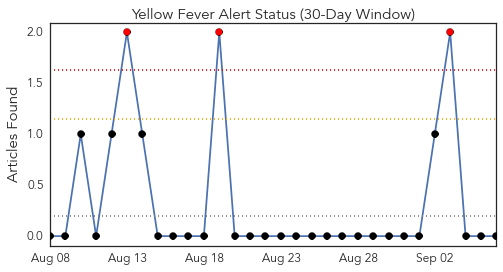 Yellow Fever Alert Status (30-Day Window)
Articles Found
2.0
1.5
1.0
0.5
0.0
Aug 08 Aug 13 Aug 18 Aug 23 Aug 28 Sep 02